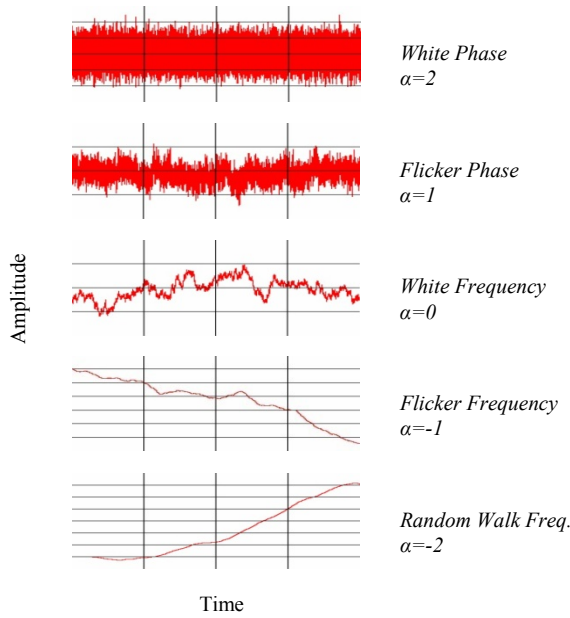 White Phase
α=2
Flicker Phase
α=1
Amplitude
White Frequency
α=0
Flicker Frequency
α=-1
Random Walk Freq.
α=-2
Time